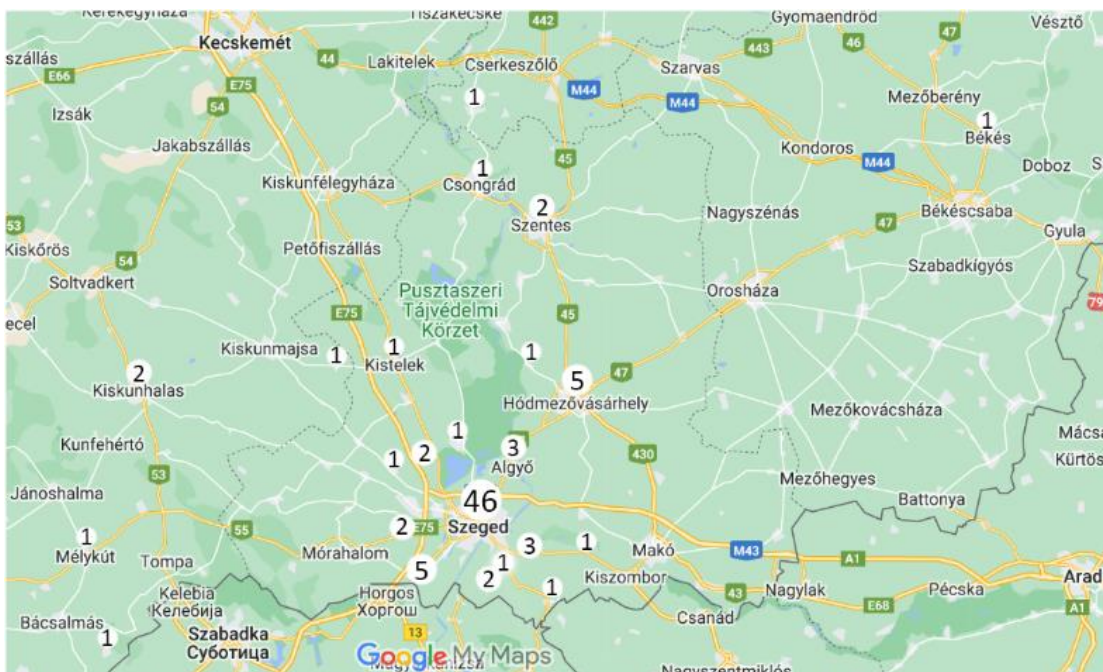 Kerekegyháza
Tiszakécske
442
Gyomaendrőd
47
Vésztő
Kecskemét
44
Lakitelek
Cserkeszőlő
443
46
szállás
E66
E75
Szarvas
M44
1
M44
Mezőberény
Izsák
54
1
Békés
Jakabszállás
Kondoros
M44
Doboz
45
1
Kiskunfélegyháza
Csongrád
2
Nagyszénás
Békéscsaba
53
Szentes
47
Gyula
Kiskőrös
Petőfiszállás
54
Szabadkígyós
Soltvadkert
Pusztaszeri
Tájvédelmi
Körzet
Orosháza
79
E75
45
ecel
Kiskunmajsa
1
1
Kistelek
1
2
Kiskunhalas
5
47
Hódmezővásárhely
Mezőkovácsháza
Kunfehértó
1
Mácsa
1
2
3
Algyő
430
Kürtös
53
Jánoshalma
Mezőhegyes
46
Battonya
Szeged
1
55
2
E75
Mélykút
Mórahalom
3
1
Makó
M43
A1
Tompa
5
1
2
Kiszombor
Arad
Kelebia
Келебија
Horgos
Хоргош
1
43
Nagylak
Pécska
E68
A1
Csanád
Bácsalmás
1
Szabadka
Суботица
13
Google My Maps
Nagyszentmiklós